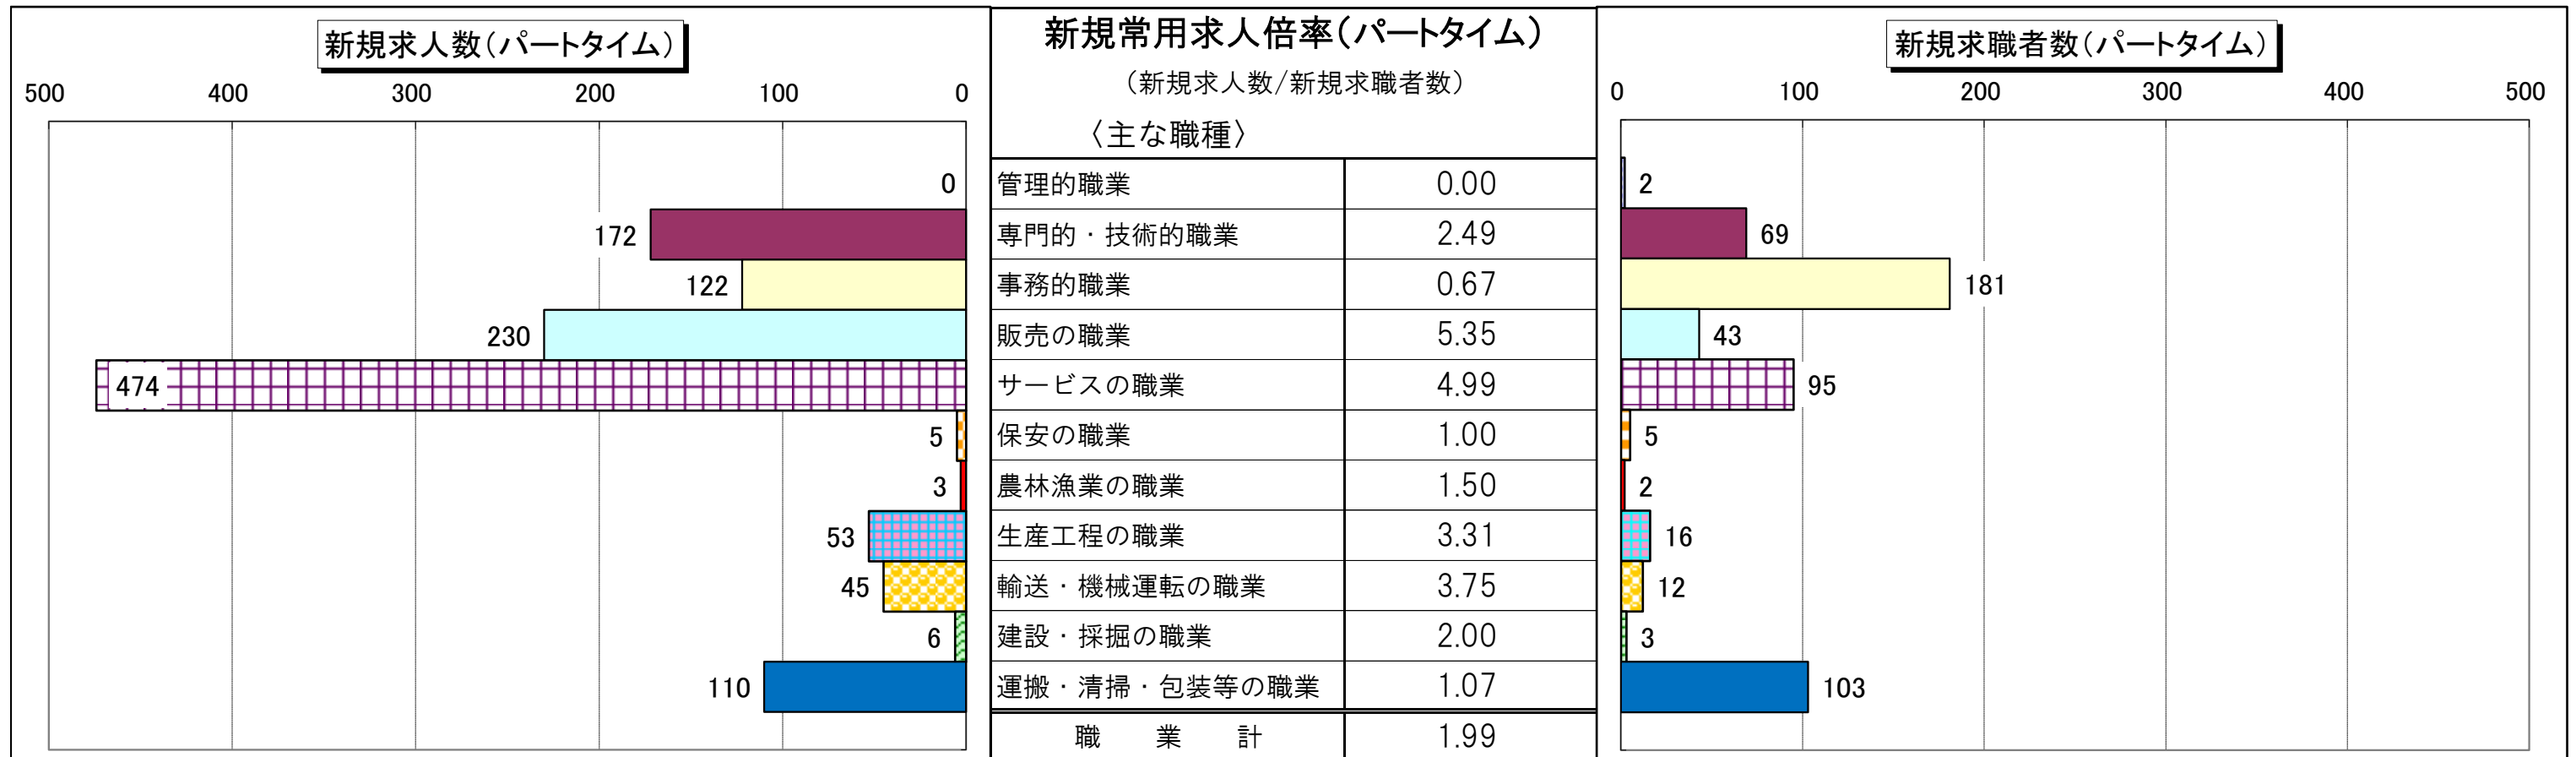 新規求人数(パートタイム)
500 400 300 200 100 0
0
172
122
230
474
5
3
53
45
6
110
新規常用求人倍率(パートタイム)
(新規求人数/新規求職者数)
〈主な職種〉
管理的職業 0.00
専門的・技術的職業 2.49
事務的職業 0.67
販売の職業 5.35
サービスの職業 4.99
保安の職業 1.00
農林漁業の職業 1.50
生産工程の職業 3.31
輸送・機械運転の職業 3.75
建設・採掘の職業 2.00
運搬・清掃・包装等の職業 1.07
職 業 計 1.99
新規求職者数(パートタイム)
0 100 200 300 400 500
2
69
181
43
95
5
2
16
12
3
103